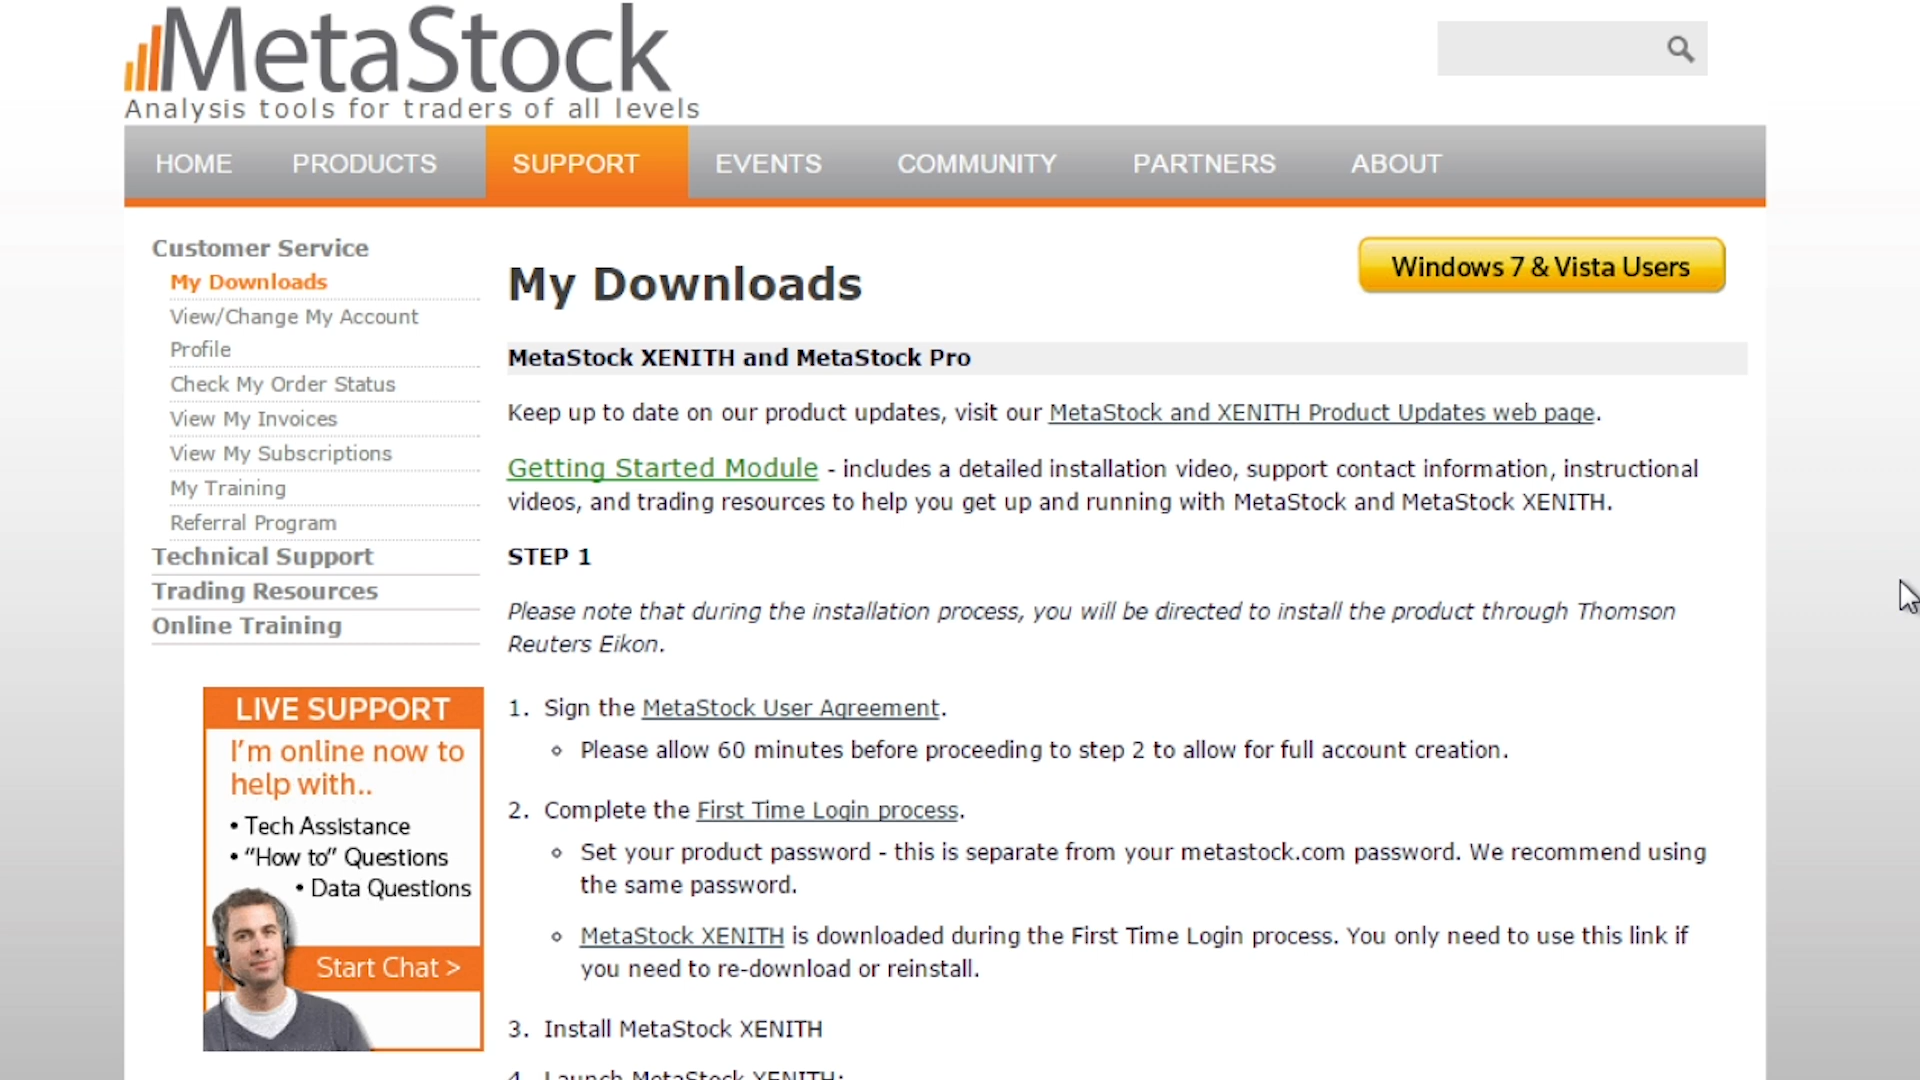 MetaStock
Analysis tools for traders of all levels
HOME PRODUCTS SUPPORT EVENTS COMMUNITY PARTNERS ABOUT
Customer Service
My Downloads
View/Change My Account
Profile
Check My Order Status
View My Invoices
View My Subscriptions
My Training
Referral Program
Technical Support
Trading Resources
Online Training
LIVE SUPPORT
I'm online now to
help with..
• Tech Assistance
• "How to" Questions
• Data Questions
Start Chat >
My Downloads
Windows 7 & Vista Users
MetaStock XENITH and MetaStock Pro
Keep up to date on our product updates, visit our MetaStock and XENITH Product Updates web page.
Getting Started Module - includes a detailed installation video, support contact information, instructional
videos, and trading resources to help you get up and running with MetaStock and MetaStock XENITH.
STEP 1
Please note that during the installation process, you will be directed to install the product through Thomson
Reuters Eikon.
1. Sign the MetaStock User Agreement.
Please allow 60 minutes before proceeding to step 2 to allow for full account creation.
2. Complete the First Time Login process.
Set your product password - this is separate from your metastock.com password. We recommend using
the same password.
MetaStock XENITH is downloaded during the First Time Login process. You only need to use this link if
you need to re-download or reinstall.
3. Install MetaStock XENITH
4. Launch MetaStock XENITH: